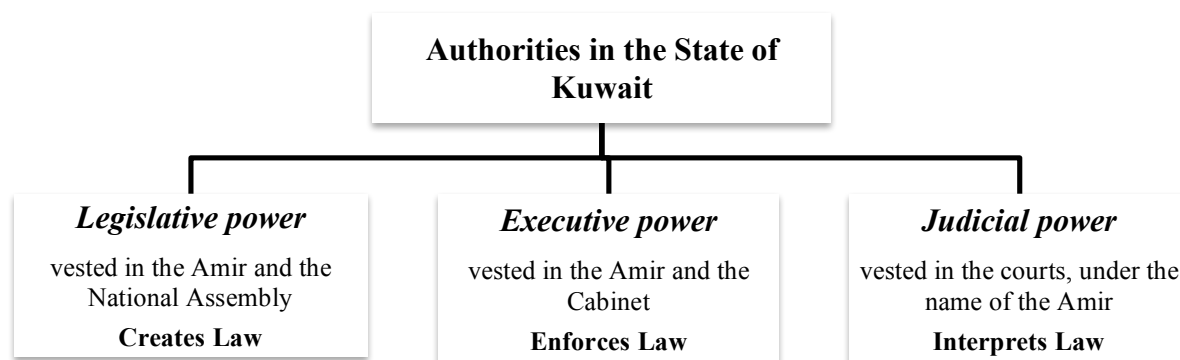 Authorities in the State of
Kuwait
Legislative power
vested in the Amir and the
National Assembly
Creates Law
Executive power
vested in the Amir and the
Cabinet
Enforces Law
Judicial power
vested in the courts, under the
name of the Amir
Interprets Law